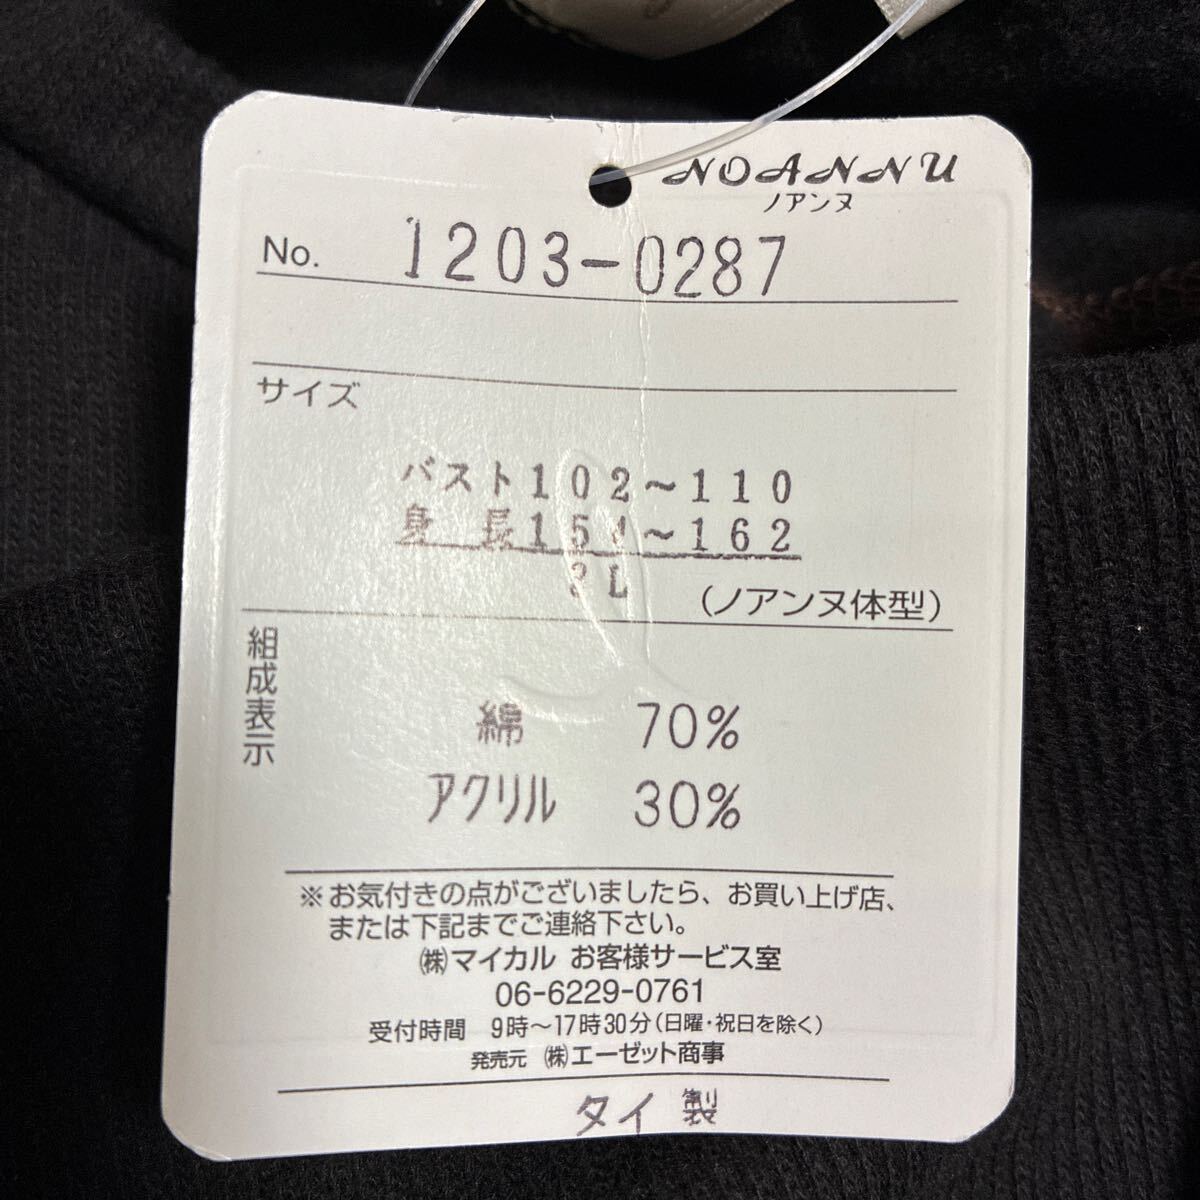 NOANNU
ノアンヌ
No. 1203-0287
サイズ
バスト102~110
身 長154~162
L (ノアンヌ体型)
組成表示
綿 70%
アクリル 30%
※お気付きの点がございましたら、お買い上げ店、
または下記までご連絡下さい。
㈱マイカル お客様サービス室
06-6229-0761
受付時間 9時〜17時30分(日曜・祝日を除く)
発売元 ㈱エーゼット商事
タイ製